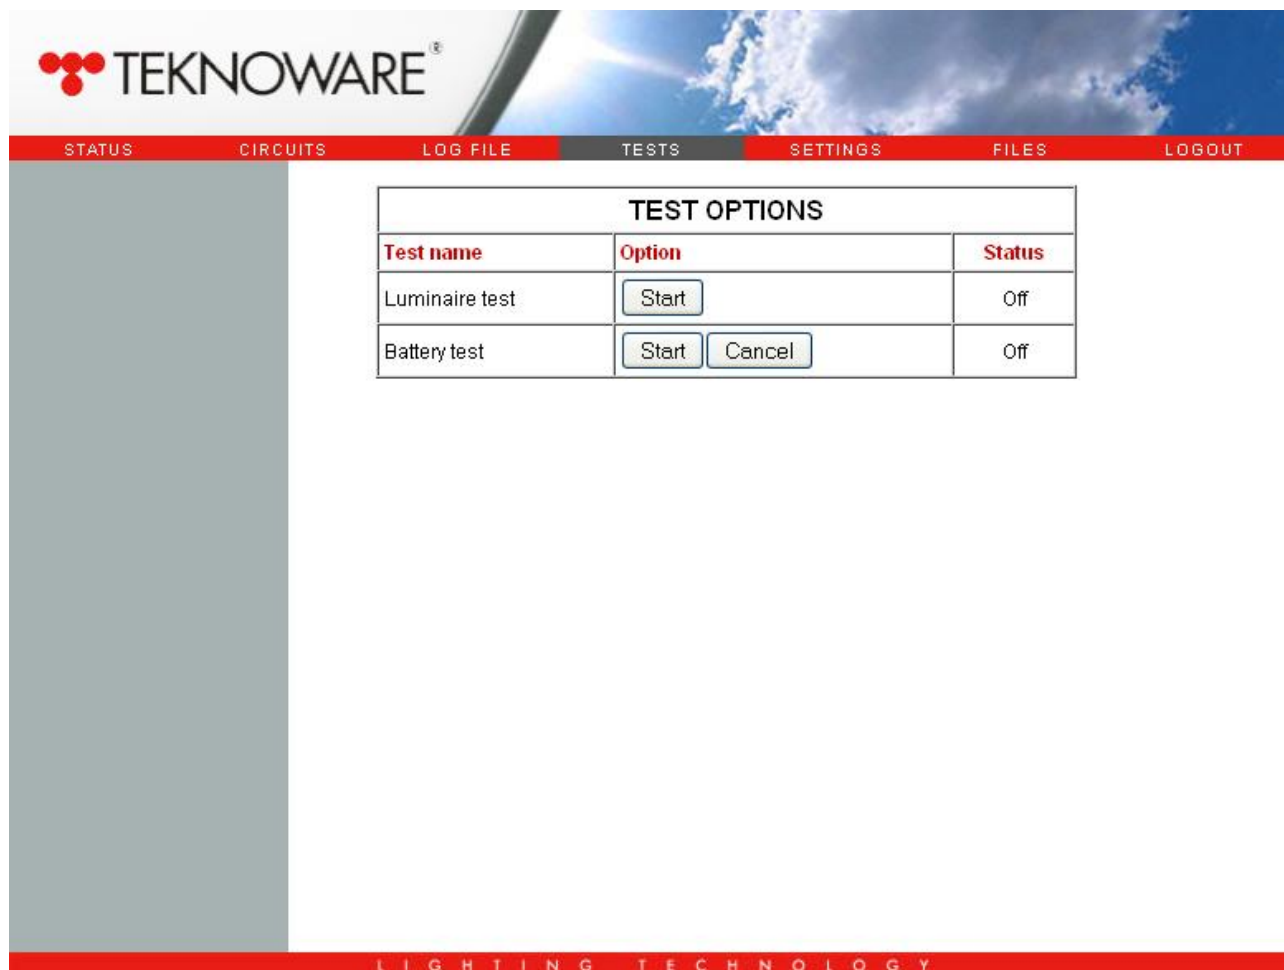 TEKNOWARE®
STATUS CIRCUITS LOG FILE TESTS SETTINGS FILES LOGOUT
TEST OPTIONS
Test name Option Status
Luminaire test Start Off
Battery test Start Cancel Off
LIGHTING TECHNOLOGY